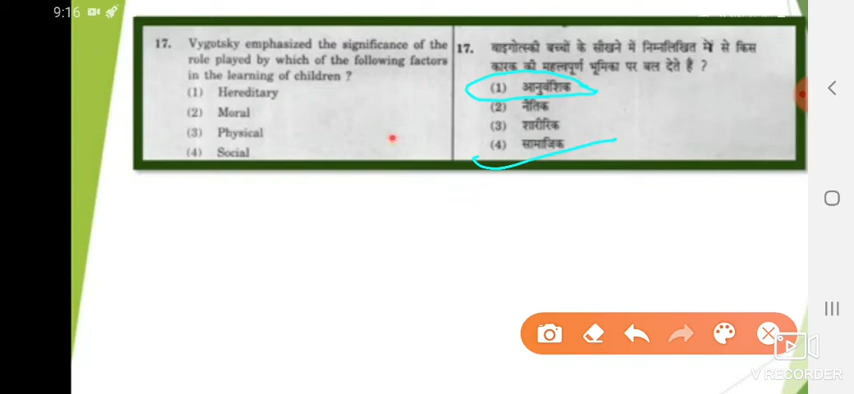 9:16
17. Vygotsky emphasized the significance of the
role played by which of the following factors
in the learning of children ?
(1) Hereditary
(2) Moral
(3) Physical
(4) Social
17. वाइगोत्स्की बच्चों के सीखने में निम्नलिखित में से किस
कारक की महत्त्वपूर्ण भूमिका पर बल देते हैं ?
(1) आनुवंशिक
(2) नैतिक
(3) शारीरिक
(4) सामाजिक
V RECORDER